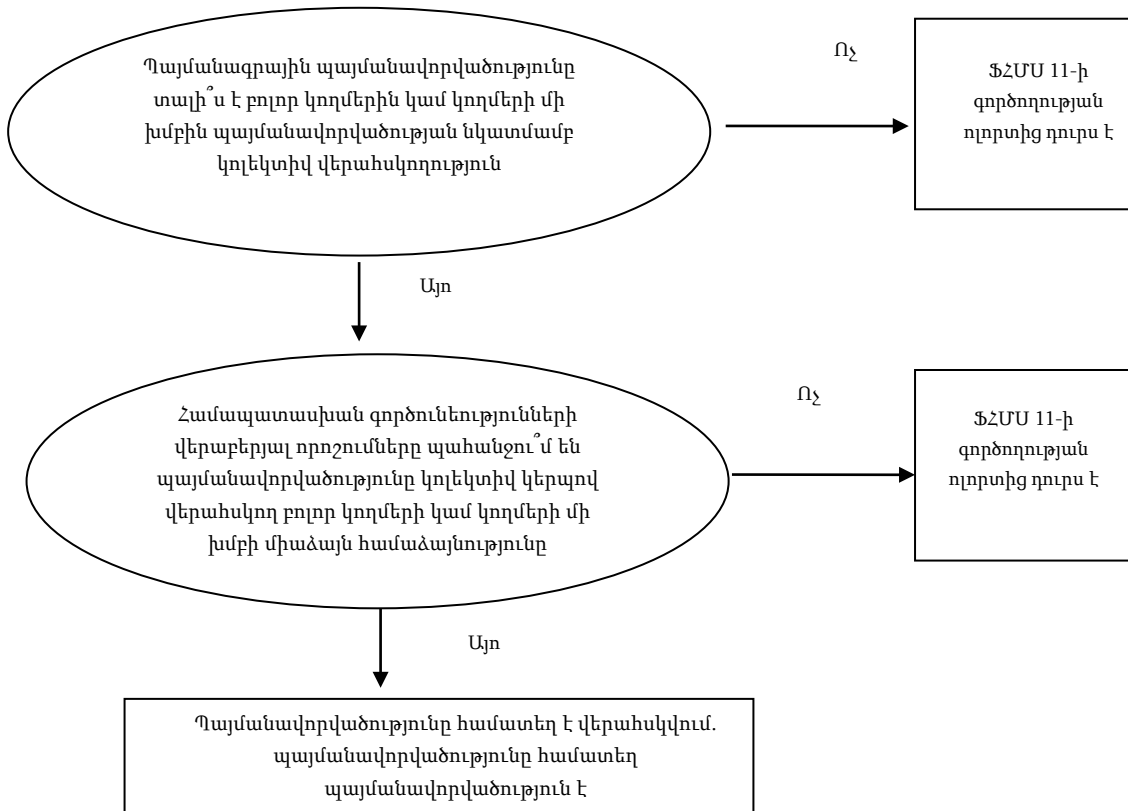 Պայմանագրային պայմանավորվածությունը
տալի՞ս է բոլոր կողմերին կամ կողմերի մի
խմբին պայմանավորվածության նկատմամբ
կոլեկտիվ վերահսկողություն
Ոչ
ՖՀՄՍ 11-ի
գործողության
ոլորտից դուրս է
Այո
Համապատասխան գործունեությունների
վերաբերյալ որոշումները պահանջու՞մ են
պայմանավորվածությունը կոլեկտիվ կերպով
վերահսկող բոլոր կողմերի կամ կողմերի մի
խմբի միաձայն համաձայնությունը
Ոչ
ՖՀՄՍ 11-ի
գործողության
ոլորտից դուրս է
Այո
Պայմանավորվածությունը համատեղ է վերահսկվում.
պայմանավորվածությունը համատեղ
պայմանավորվածություն է